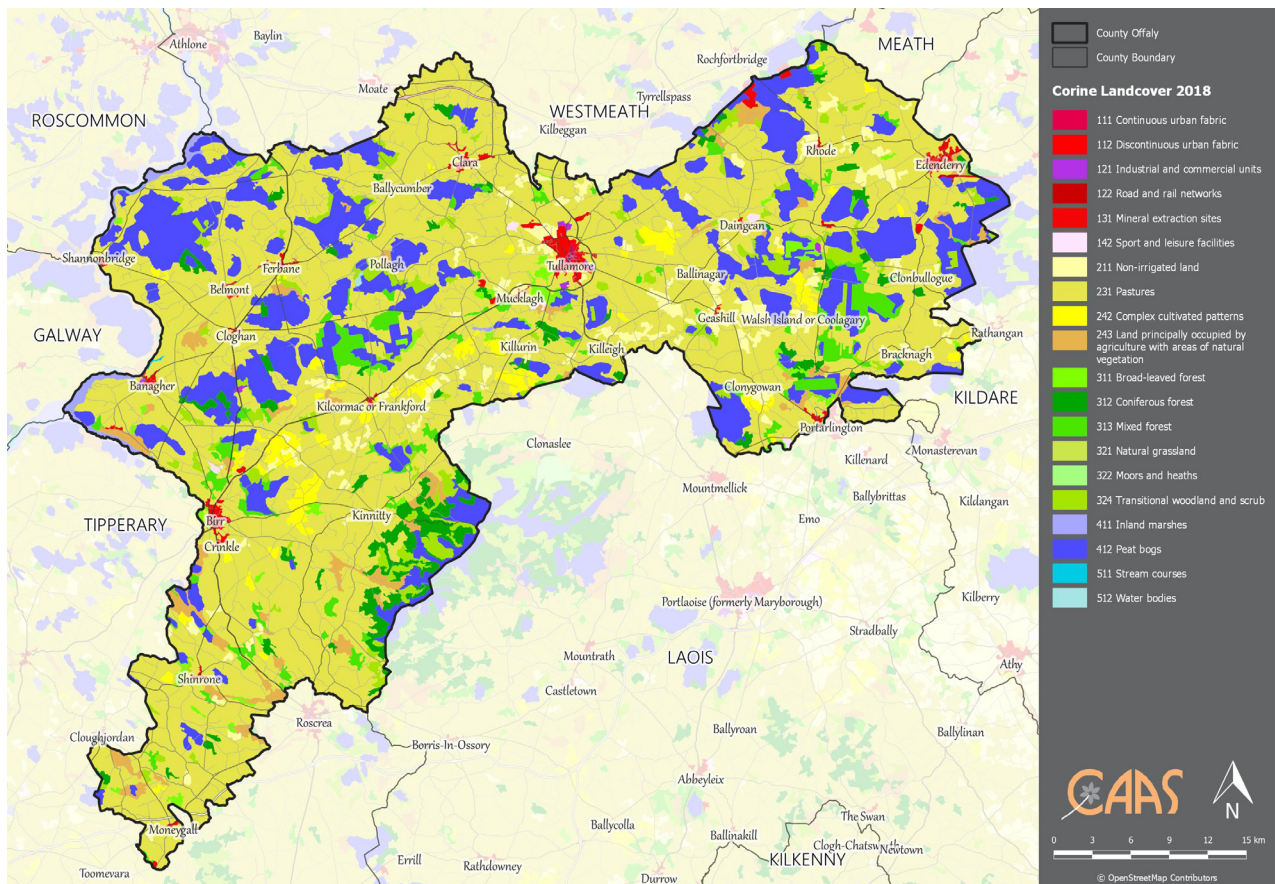 Athlone
Baylin
MEATH
Rochfortbridge
Moate
Tyrrellspass
WESTMEATH
ROSCOMMON
Kilbeggan
Clara
Rhode
Edenderry
Ballycumber
Daingean
Shannonbridge
Ferbane
Pollagh
Tullamore
Ballinagar
Clonbullogue
Belmont
Mucklagh
Geashill
Walsh Island or Coolagary
Rathangan
GALWAY
Cloghan
Killurin
Killeigh
Bracknagh
Banagher
Clonygowan
Kilcormac or Frankford
KILDARE
Portarlington
Clonaslee
Killenard
Monasterevan
Mountmellick
Ballybrittas
Kildangan
TIPPERARY
Birr
Kinnitty
Emo
Crinkle
Portlaoise (formerly Maryborough)
Kilberry
Stradbally
Mountrath
LAOIS
Athy
Shinrone
Castletown
Roscrea
Cloughjordan
Borris-In-Ossory
Ballyroan
Ballylinan
Abbeyleix
Moneygall
Ballycolla
Ballinakill
The Swan
Errill
Rathdowney
KILKENNY
Newtown
Toomevara
Durrow
County Offaly
County Boundary
Corine Landcover 2018
111 Continuous urban fabric
112 Discontinuous urban fabric
121 Industrial and commercial units
122 Road and rail networks
131 Mineral extraction sites
142 Sport and leisure facilities
211 Non-irrigated land
231 Pastures
242 Complex cultivated patterns
243 Land principally occupied by
agriculture with areas of natural
vegetation
311 Broad-leaved forest
312 Coniferous forest
313 Mixed forest
321 Natural grassland
322 Moors and heaths
324 Transitional woodland and scrub
411 Inland marshes
412 Peat bogs
511 Stream courses
512 Water bodies
CAAS
N
0 3 6 9 12 15 km
© OpenStreetMap Contributors